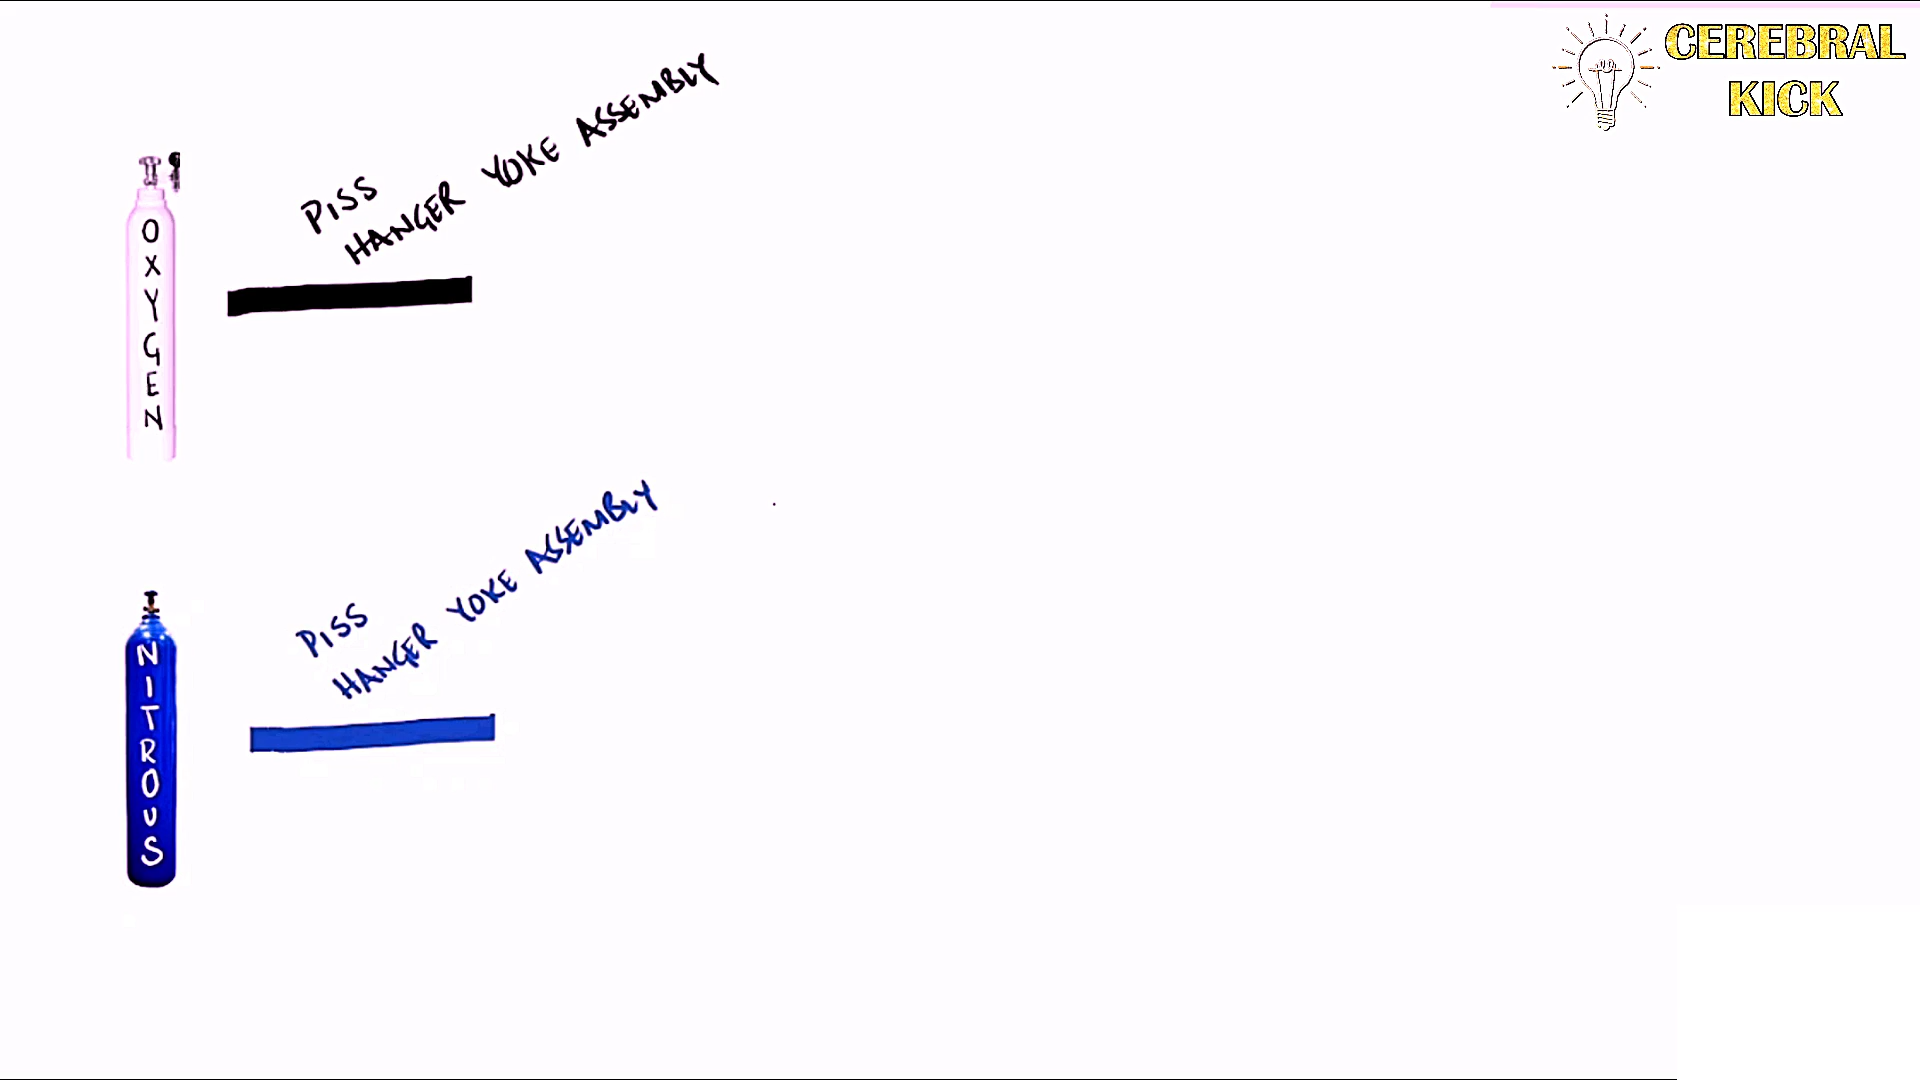 CEREBRAL
KICK
PISS
HANGER YOKE ASSEMBLY
OXYGEN
PISS
HANGER YOKE ASSEMBLY
NITROUS